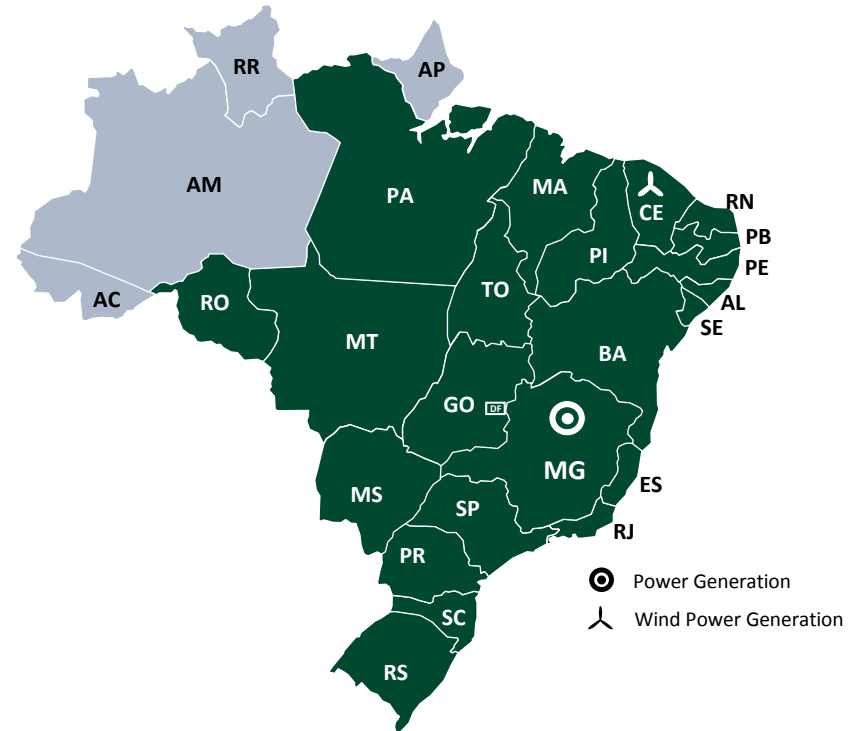 RR
AP
AM
PA
MA
CE
RN
PB
PI
PE
TO
AL
AC
RO
SE
MT
BA
GO
DF
MG
ES
MS
SP
RJ
PR
Power Generation
SC
Wind Power Generation
RS